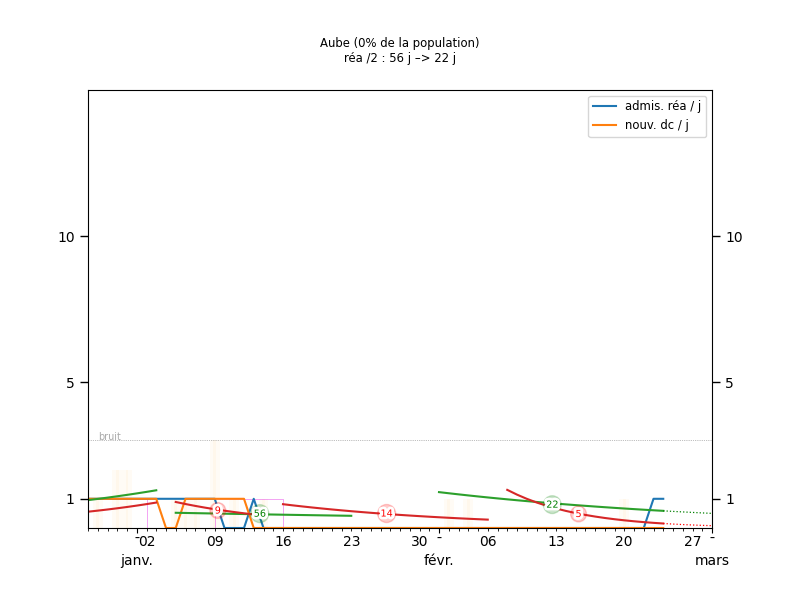 Aube (0% de la population)
réa /2 : 56 j –> 22 j
admis. réa / j
nouv. dc / j
10
10
5
5
bruit
1
1
9
56
14
22
5
02
09
16
23
30
06
13
20
27
janv.
févr.
mars